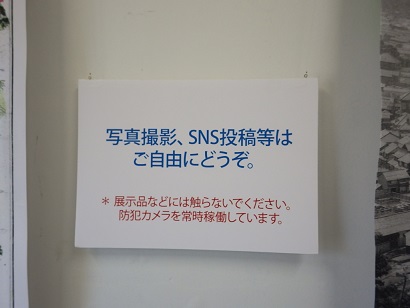 写真撮影、SNS投稿等は
ご自由にどうぞ。
＊ 展示品などには触らないでください。
防犯カメラを常時稼働しています。